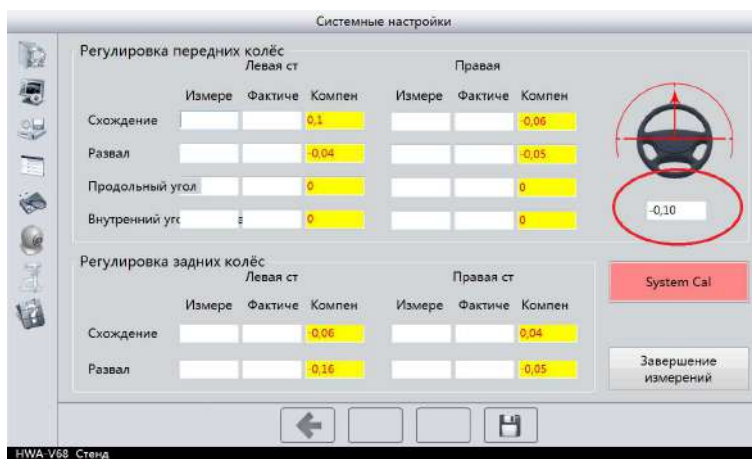 Системные настройки
Регулировка передних колёс
Левая ст Правая
Измере Фактиче Компен Измере Фактиче Компен
Схождение 0,1 -0,06
Развал -0,04 -0,05
Продольный угол 0 0
Внутренний уго 0 0
-0,10
Регулировка задних колёс
Левая ст Правая ст
Измере Фактиче Компен Измере Фактиче Компен
System Cal
Схождение -0,06 0,04
Развал -0,16 -0,05
Завершение
измерений
HWA-V68 Стенд